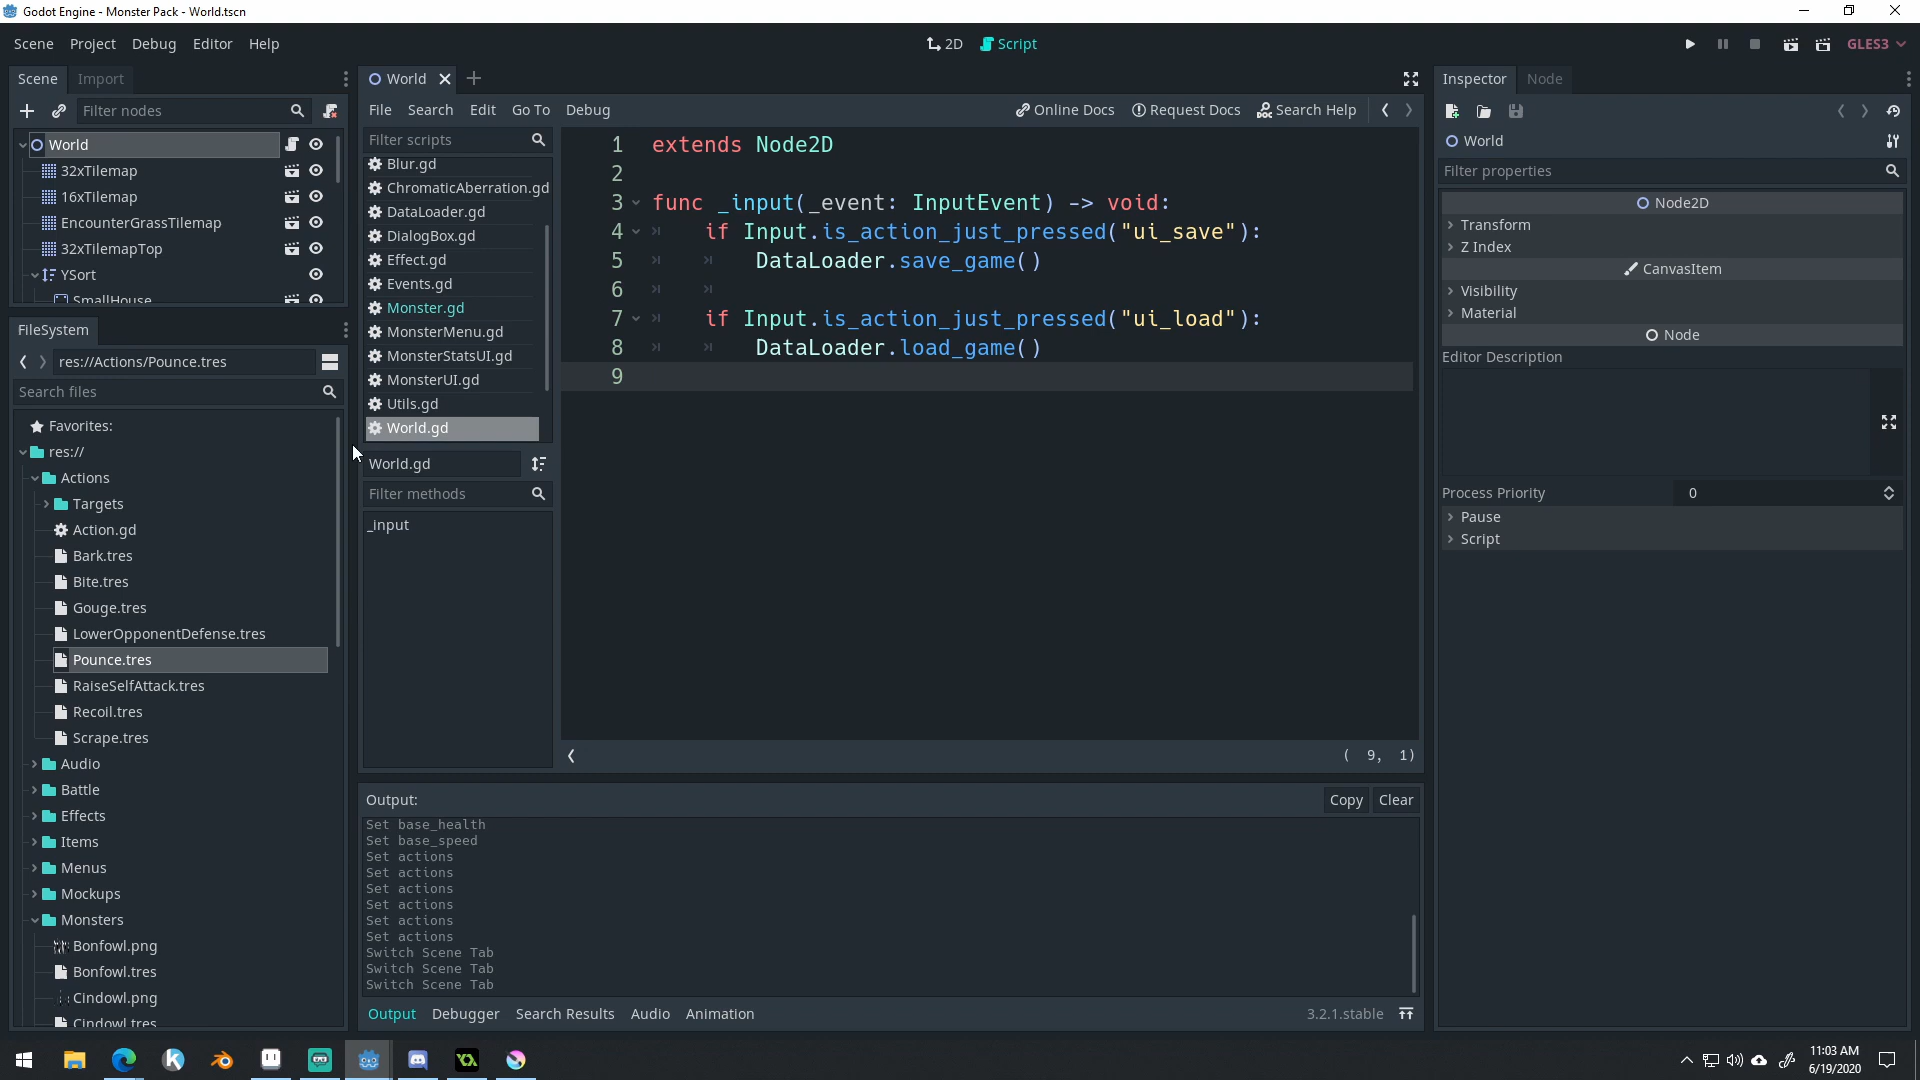 Godot Engine - Monster Pack - World.tscn
Scene Project Debug Editor Help
2D Script
GLES3
Scene Import
Filter nodes
World
32xTilemap
16xTilemap
EncounterGrassTilemap
32xTilemapTop
YSort
SmallHouse
FileSystem
res://Actions/Pounce.tres
Search files
Favorites:
res://
Actions
Targets
Action.gd
Bark.tres
Bite.tres
Gouge.tres
LowerOpponentDefense.tres
Pounce.tres
RaiseSelfAttack.tres
Recoil.tres
Scrape.tres
Audio
Battle
Effects
Items
Menus
Mockups
Monsters
Bonfowl.png
Bonfowl.tres
Cindowl.png
Cindowl.tres
World
File Search Edit Go To Debug
Online Docs Request Docs Search Help
Filter scripts
Blur.gd
ChromaticAberration.gd
DataLoader.gd
DialogBox.gd
Effect.gd
Events.gd
Monster.gd
MonsterMenu.gd
MonsterStatsUI.gd
MonsterUI.gd
Utils.gd
World.gd
World.gd
Filter methods
_input
1 extends Node2D
2
3 func _input(_event: InputEvent) -> void:
4 if Input.is_action_just_pressed("ui_save"):
5 DataLoader.save_game()
6
7 if Input.is_action_just_pressed("ui_load"):
8 DataLoader.load_game()
9
( 9, 1)
Output:
Copy Clear
Set base_health
Set base_speed
Set actions
Set actions
Set actions
Set actions
Set actions
Set actions
Switch Scene Tab
Switch Scene Tab
Switch Scene Tab
Output Debugger Search Results Audio Animation
3.2.1.stable
Inspector Node
World
Filter properties
Node2D
Transform
Z Index
CanvasItem
Visibility
Material
Node
Editor Description
Process Priority 0
Pause
Script
11:03 AM
6/19/2020